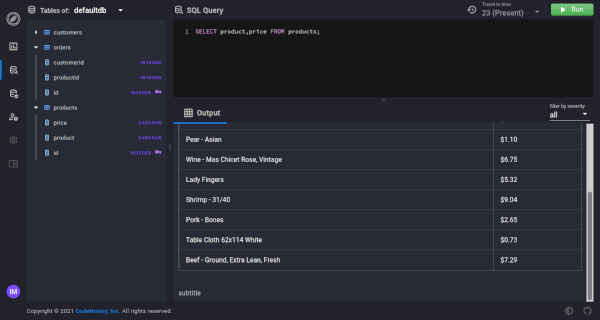 Tables of: defaultdb
SQL Query
Travel in time
23 (Present)
Run
customers
orders
customerid INTEGER
productid INTEGER
id INTEGER
products
price VARCHAR
product VARCHAR
id INTEGER
1 SELECT product,price FROM products;
Output
filter by severity
all
Pear - Asian $1.10
Wine - Mas Chicet Rose, Vintage $6.75
Lady Fingers $5.32
Shrimp - 31/40 $9.04
Pork - Bones $2.65
Table Cloth 62x114 White $0.73
Beef - Ground, Extra Lean, Fresh $7.29
subtitle
IM
Copyright © 2021 CodeNotary, Inc. All rights reserved.